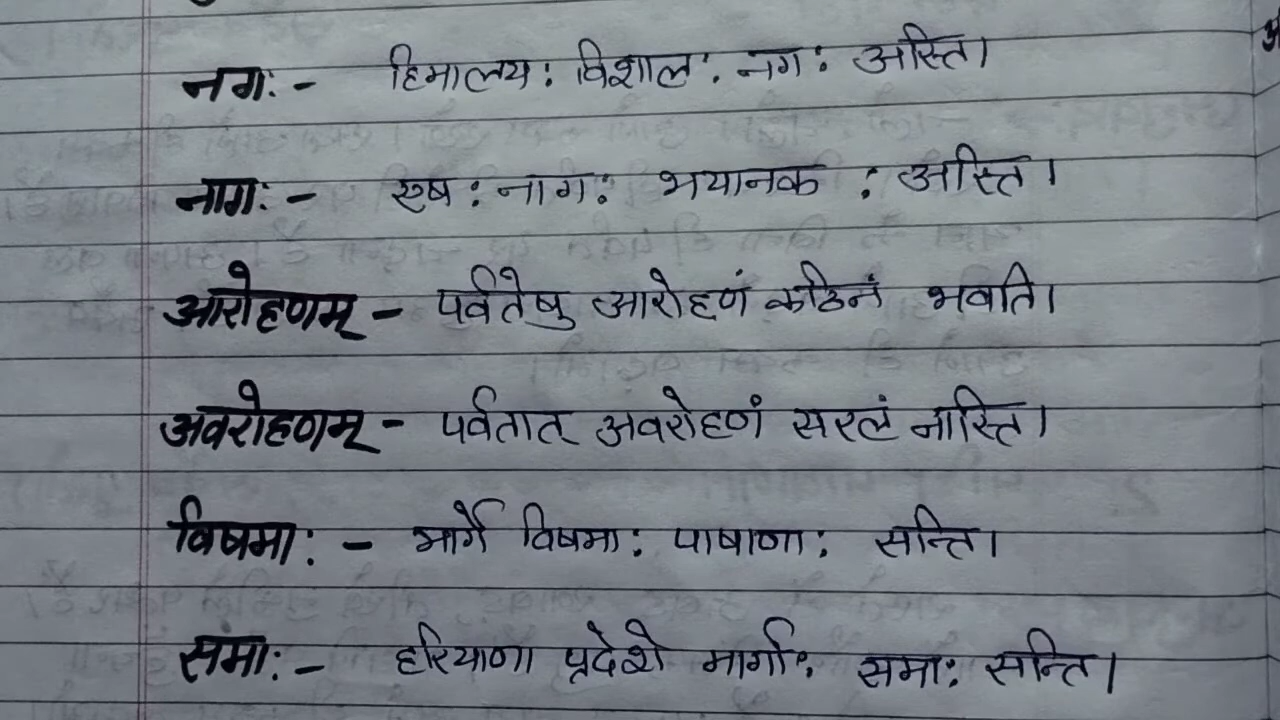 नगः - हिमालयः विशालः नगः अस्ति।
नागः - एषः नागः भयानकः अस्ति।
आरोहणम् - पर्वतेषु आरोहणं कठिनं भवति।
अवरोहणम् - पर्वतात् अवरोहणं सरलं नास्ति।
विषमाः - मार्गे विषमाः पाषाणाः सन्ति।
समाः - हरियाणा प्रदेशे मार्गाः समाः सन्ति।